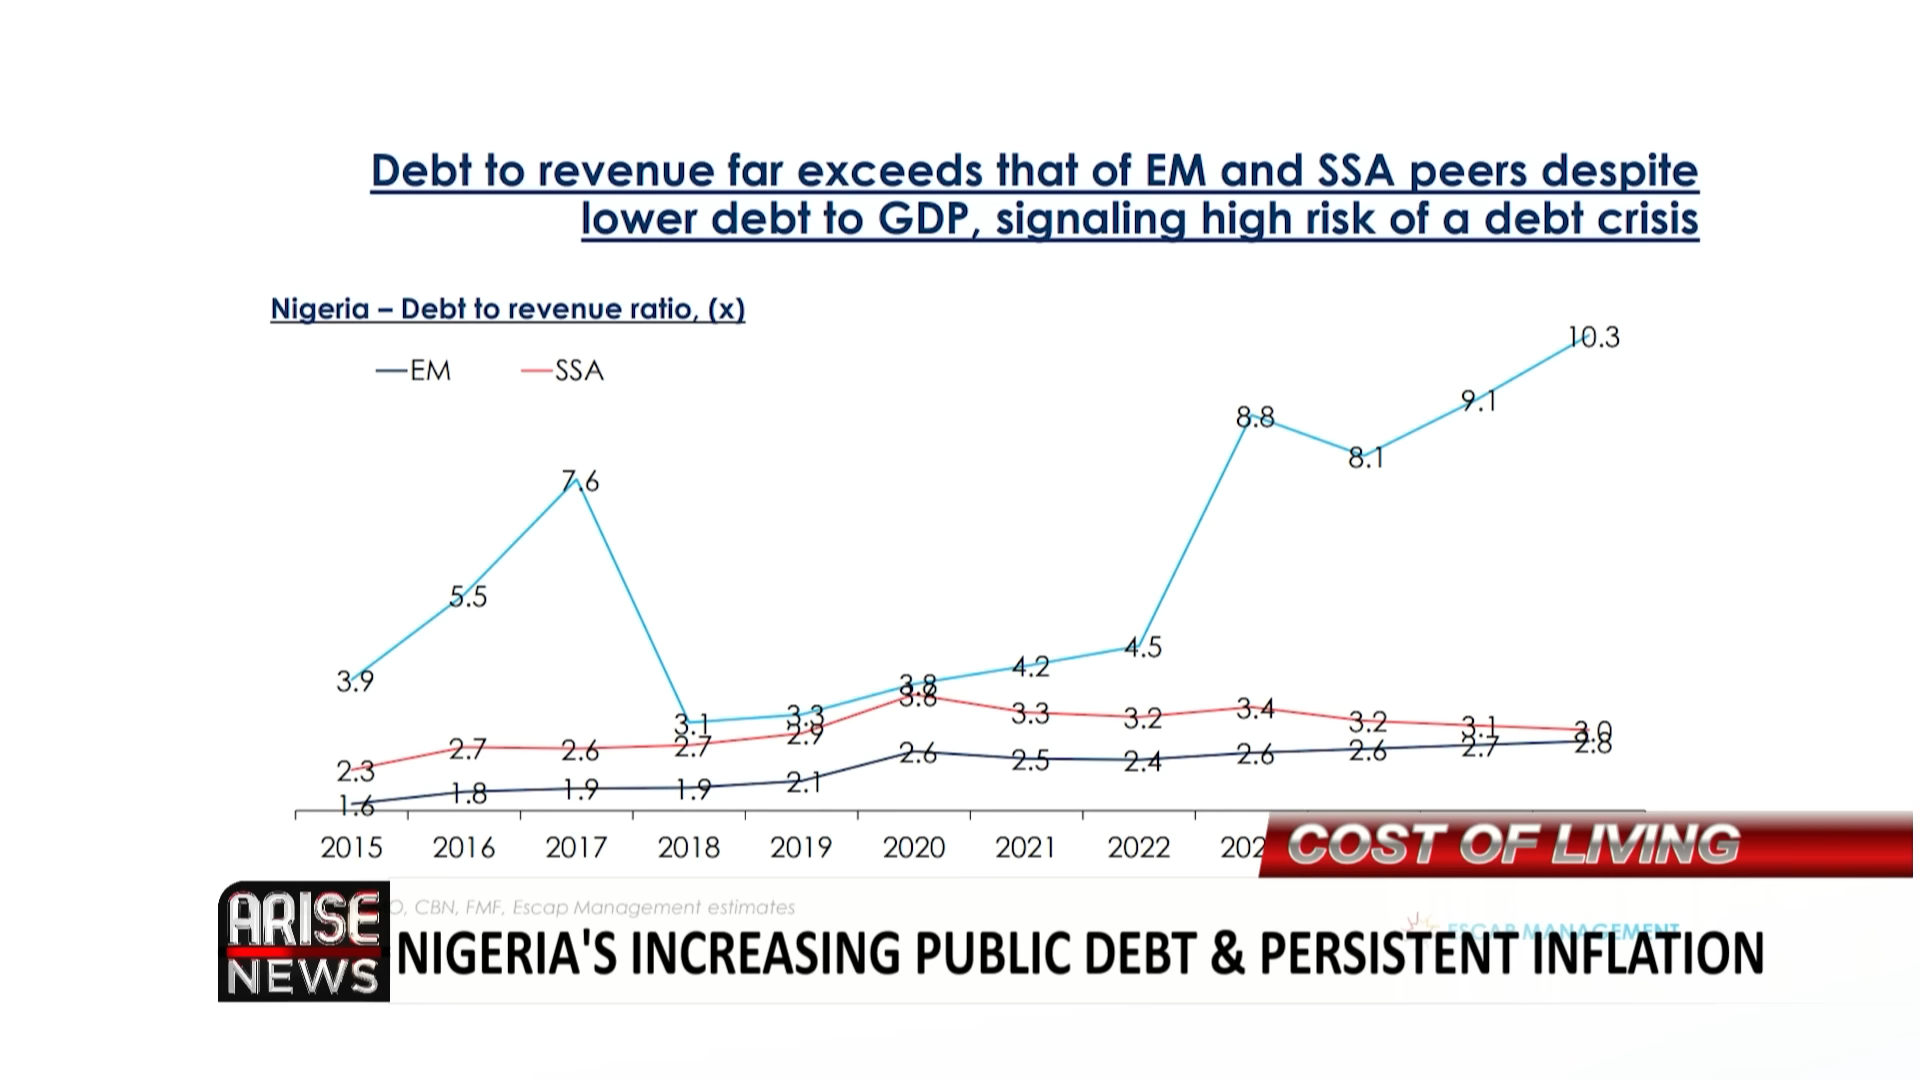 Debt to revenue far exceeds that of EM and SSA peers despite
lower debt to GDP, signaling high risk of a debt crisis
Nigeria – Debt to revenue ratio, (x)
EM SSA
10.3
9.1
8.8
8.1
7.6
5.5
4.5
4.2
3.9
3.8
3.3
3.1
2.3 2.7 2.6 2.7 2.9 3.6 3.3 3.2 3.4 3.2 3.1 3.0
1.6 1.8 1.9 1.9 2.1 2.6 2.5 2.4 2.6 2.6 2.7 2.8
2015 2016 2017 2018 2019 2020 2021 2022 202
COST OF LIVING
O, CBN, FMF, Escap Management estimates
ESCAP MANAGEMENT
ARISE
NEWS
NIGERIA'S INCREASING PUBLIC DEBT & PERSISTENT INFLATION